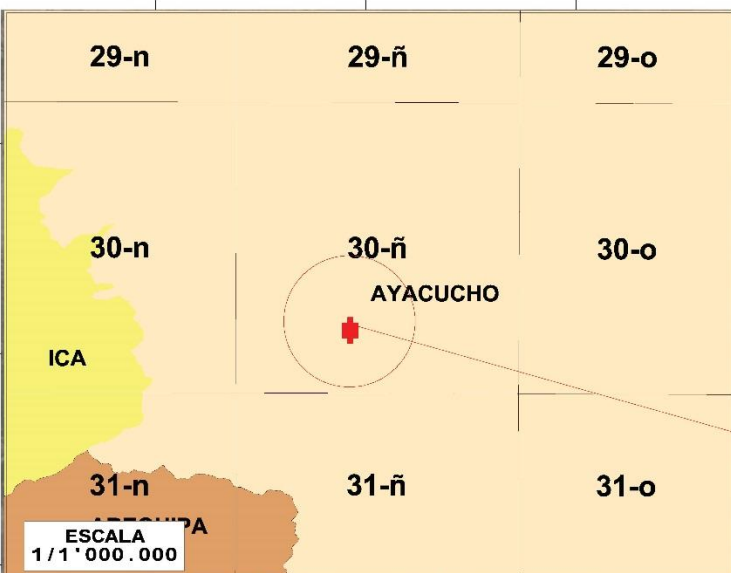 29-n 29-ñ 29-o
30-n 30-ñ 30-o
AYACUCHO
ICA
31-n 31-ñ 31-o
ESCALA
1/1'000.000